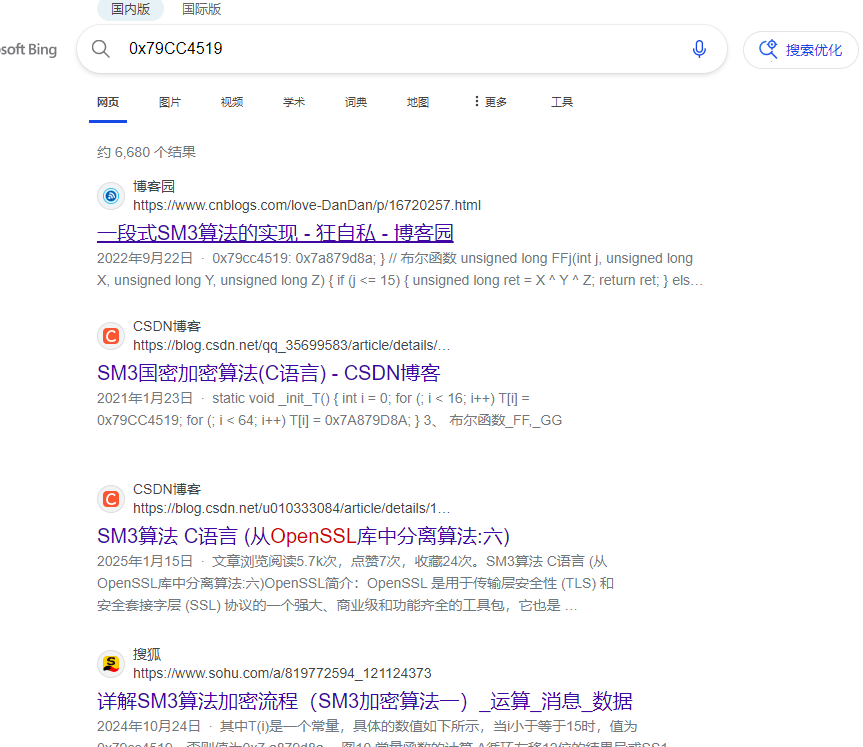 国内版 国际版
soft Bing
0x79CC4519
搜索优化
网页 图片 视频 学术 词典 地图 更多 工具
约 6,680 个结果
博客园
https://www.cnblogs.com/love-DanDan/p/16720257.html
一段式SM3算法的实现 - 狂自私 - 博客园
2022年9月22日 · 0x79cc4519: 0x7a879d8a; } // 布尔函数 unsigned long FFj(int j, unsigned long
X, unsigned long Y, unsigned long Z) { if (j <= 15) { unsigned long ret = X ^ Y ^ Z; return ret; } els…
CSDN博客
https://blog.csdn.net/qq_35699583/article/details/…
SM3国密加密算法(C语言) - CSDN博客
2021年1月23日 · static void _init_T() { int i = 0; for (; i < 16; i++) T[i] =
0x79CC4519; for (; i < 64; i++) T[i] = 0x7A879D8A; } 3、 布尔函数_FF,_GG
CSDN博客
https://blog.csdn.net/u010333084/article/details/1…
SM3算法 C语言 (从OpenSSL库中分离算法:六)
2025年1月15日 · 文章浏览阅读5.7k次，点赞7次，收藏24次。SM3算法 C语言 (从
OpenSSL库中分离算法:六)OpenSSL简介：OpenSSL 是用于传输层安全性 (TLS) 和
安全套接字层 (SSL) 协议的一个强大、商业级和功能齐全的工具包，它也是 …
搜狐
https://www.sohu.com/a/819772594_121124373
详解SM3算法加密流程（SM3加密算法一）_运算_消息_数据
2024年10月24日 · 其中T(i)是一个常量，具体的数值如下所示，当i小于等于15时，值为